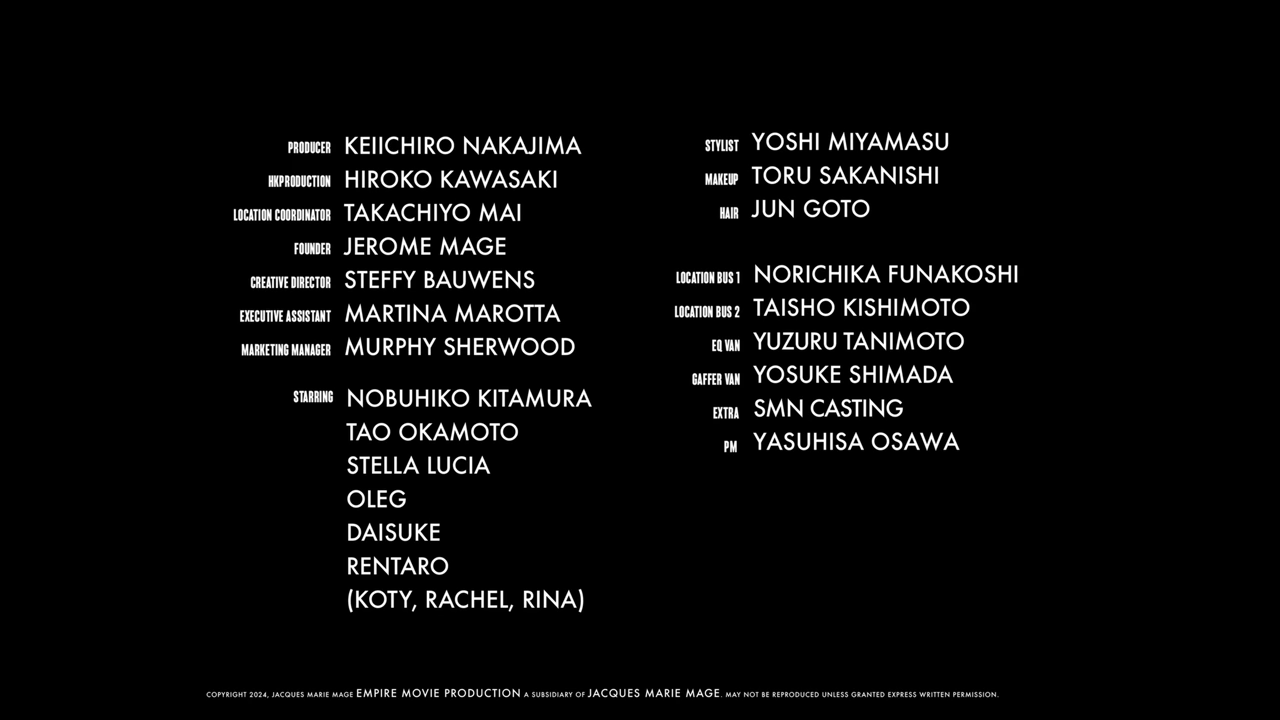 PRODUCER KEIICHIRO NAKAJIMA
HKPRODUCTION HIROKO KAWASAKI
LOCATION COORDINATOR TAKACHIYO MAI
FOUNDER JEROME MAGE
CREATIVE DIRECTOR STEFFY BAUWENS
EXECUTIVE ASSISTANT MARTINA MAROTTA
MARKETING MANAGER MURPHY SHERWOOD
STARRING NOBUHIKO KITAMURA
TAO OKAMOTO
STELLA LUCIA
OLEG
DAISUKE
RENTARO
(KOTY, RACHEL, RINA)
STYLIST YOSHI MIYAMASU
MAKEUP TORU SAKANISHI
HAIR JUN GOTO
LOCATION BUS 1 NORICHIKA FUNAKOSHI
LOCATION BUS 2 TAISHO KISHIMOTO
EQ VAN YUZURU TANIMOTO
GAFFER VAN YOSUKE SHIMADA
EXTRA SMN CASTING
PM YASUHISA OSAWA
COPYRIGHT 2024, JACQUES MARIE MAGE EMPIRE MOVIE PRODUCTION A SUBSIDIARY OF JACQUES MARIE MAGE. MAY NOT BE REPRODUCED UNLESS GRANTED EXPRESS WRITTEN PERMISSION.